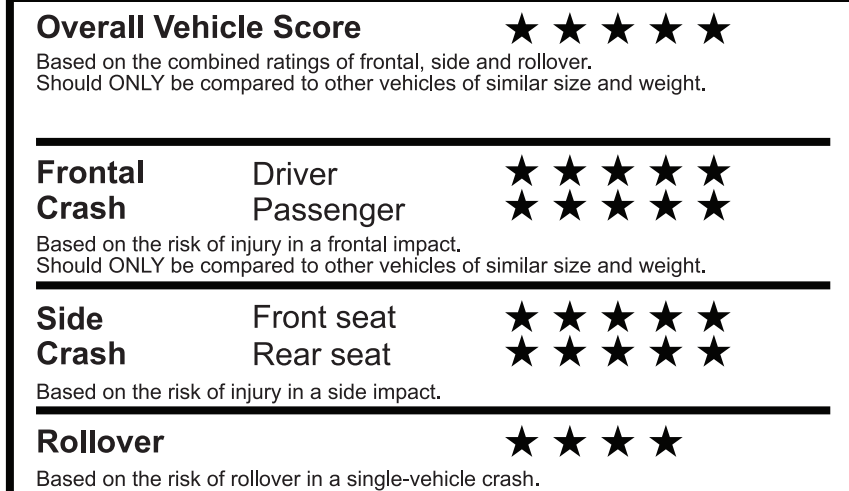 Overall Vehicle Score ★ ★ ★ ★ ★
Based on the combined ratings of frontal, side and rollover.
Should ONLY be compared to other vehicles of similar size and weight.
Frontal Driver ★ ★ ★ ★ ★
Crash Passenger ★ ★ ★ ★ ★
Based on the risk of injury in a frontal impact.
Should ONLY be compared to other vehicles of similar size and weight.
Side Front seat ★ ★ ★ ★ ★
Crash Rear seat ★ ★ ★ ★ ★
Based on the risk of injury in a side impact.
Rollover ★ ★ ★ ★
Based on the risk of rollover in a single-vehicle crash.